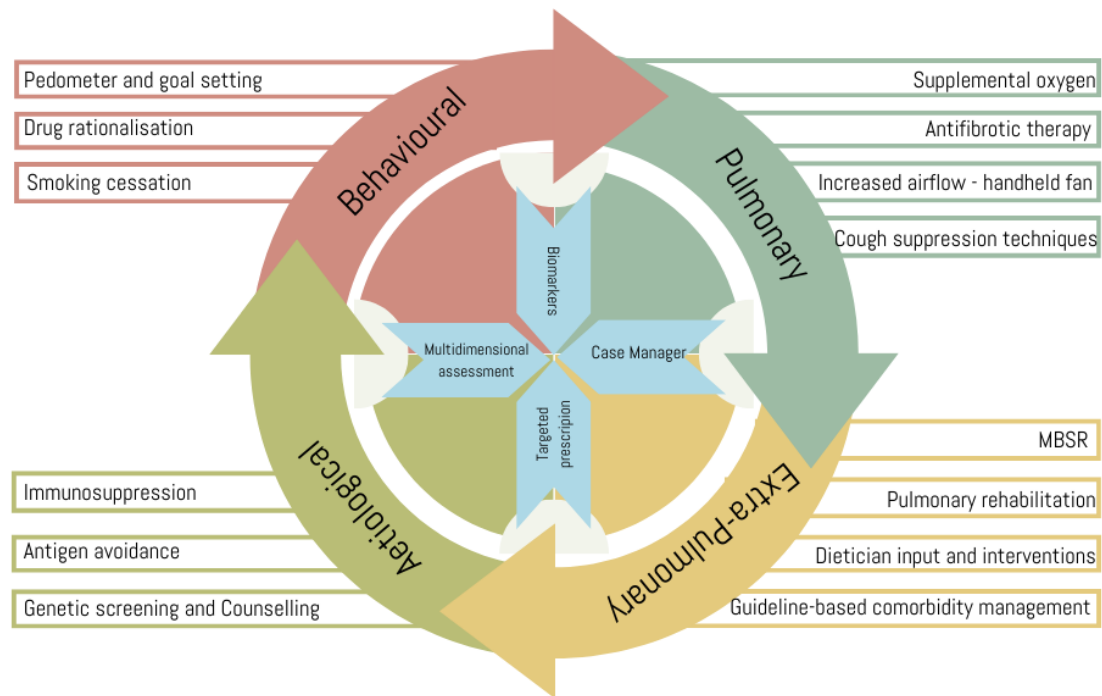 Pedometer and goal setting
Drug rationalisation
Smoking cessation
Behavioural
Supplemental oxygen
Antifibrotic therapy
Increased airflow - handheld fan
Cough suppression techniques
Pulmonary
Biomarkers
Multidimensional
assessment
Case Manager
Targeted
prescripion
MBSR
Pulmonary rehabilitation
Dietician input and interventions
Guideline-based comorbidity management
Extra-Pulmonary
Immunosuppression
Antigen avoidance
Genetic screening and Counselling
Aetiological